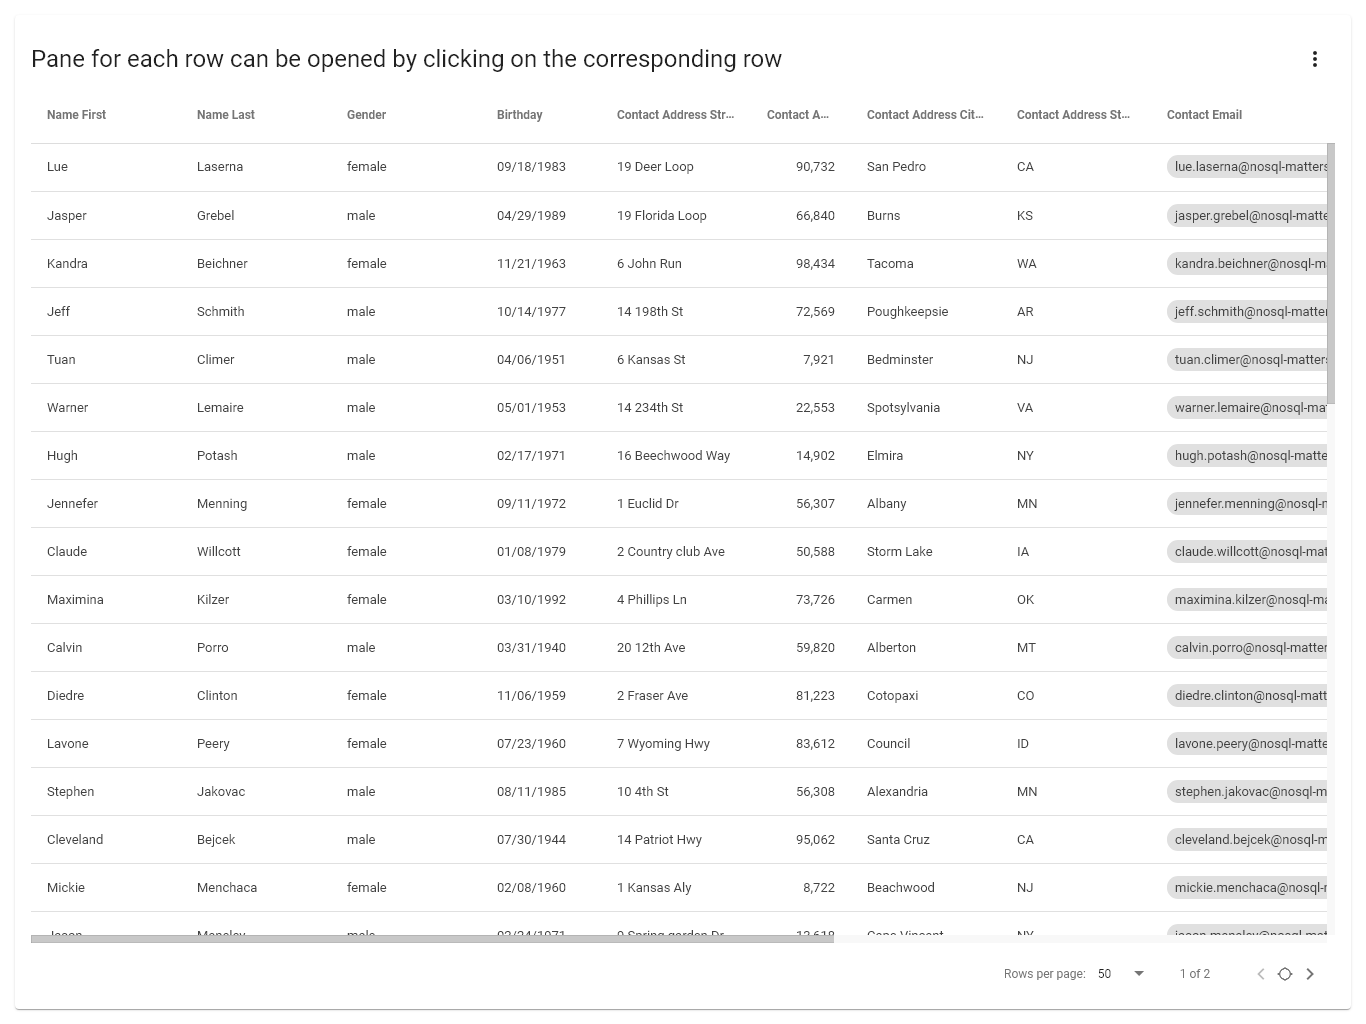 Pane for each row can be opened by clicking on the corresponding row
Name First Name Last Gender Birthday Contact Address Str... Contact A... Contact Address Cit... Contact Address St... Contact Email
Lue Laserna female 09/18/1983 19 Deer Loop 90,732 San Pedro CA lue.laserna@nosql-matters
Jasper Grebel male 04/29/1989 19 Florida Loop 66,840 Burns KS jasper.grebel@nosql-matte
Kandra Beichner female 11/21/1963 6 John Run 98,434 Tacoma WA kandra.beichner@nosql-m
Jeff Schmith male 10/14/1977 14 198th St 72,569 Poughkeepsie AR jeff.schmith@nosql-matter
Tuan Climer male 04/06/1951 6 Kansas St 7,921 Bedminster NJ tuan.climer@nosql-matters
Warner Lemaire male 05/01/1953 14 234th St 22,553 Spotsylvania VA warner.lemaire@nosql-mat
Hugh Potash male 02/17/1971 16 Beechwood Way 14,902 Elmira NY hugh.potash@nosql-matte
Jennefer Menning female 09/11/1972 1 Euclid Dr 56,307 Albany MN jennefer.menning@nosql-m
Claude Willcott female 01/08/1979 2 Country club Ave 50,588 Storm Lake IA claude.willcott@nosql-mat
Maximina Kilzer female 03/10/1992 4 Phillips Ln 73,726 Carmen OK maximina.kilzer@nosql-ma
Calvin Porro male 03/31/1940 20 12th Ave 59,820 Alberton MT calvin.porro@nosql-matter
Diedre Clinton female 11/06/1959 2 Fraser Ave 81,223 Cotopaxi CO diedre.clinton@nosql-matt
Lavone Peery female 07/23/1960 7 Wyoming Hwy 83,612 Council ID lavone.peery@nosql-matte
Stephen Jakovac male 08/11/1985 10 4th St 56,308 Alexandria MN stephen.jakovac@nosql-m
Cleveland Bejcek male 07/30/1944 14 Patriot Hwy 95,062 Santa Cruz CA cleveland.bejcek@nosql-m
Mickie Menchaca female 02/08/1960 1 Kansas Aly 8,722 Beachwood NJ mickie.menchaca@nosql-r
Rows per page: 50 1 of 2